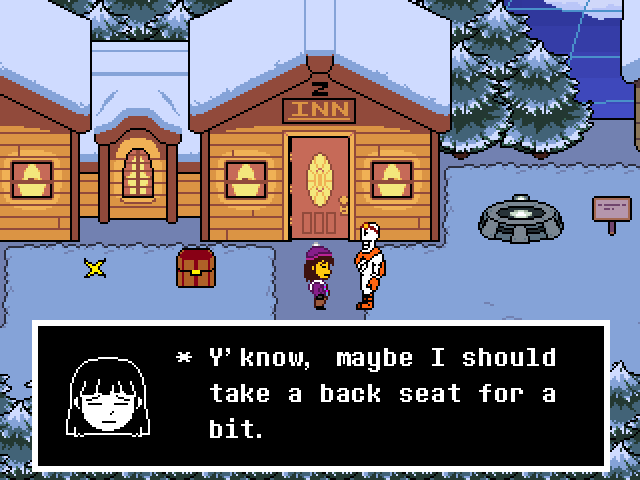 Z
INN
* Y'know, maybe I should
take a back seat for a
bit.